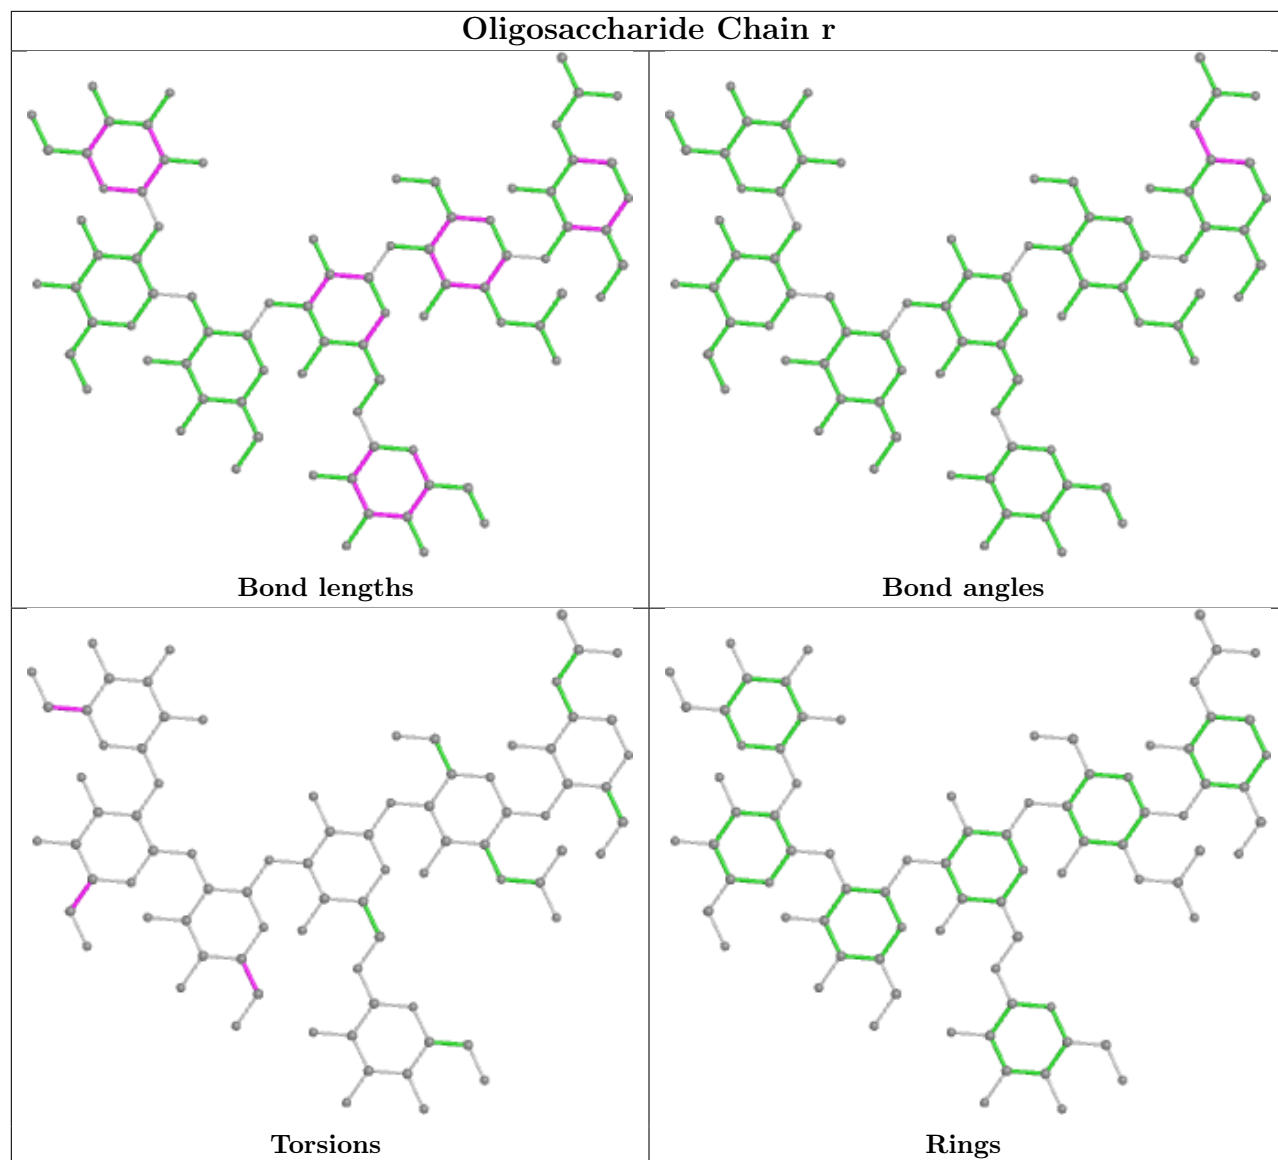 Oligosaccharide Chain r
Bond lengths
Bond angles
Torsions
Rings